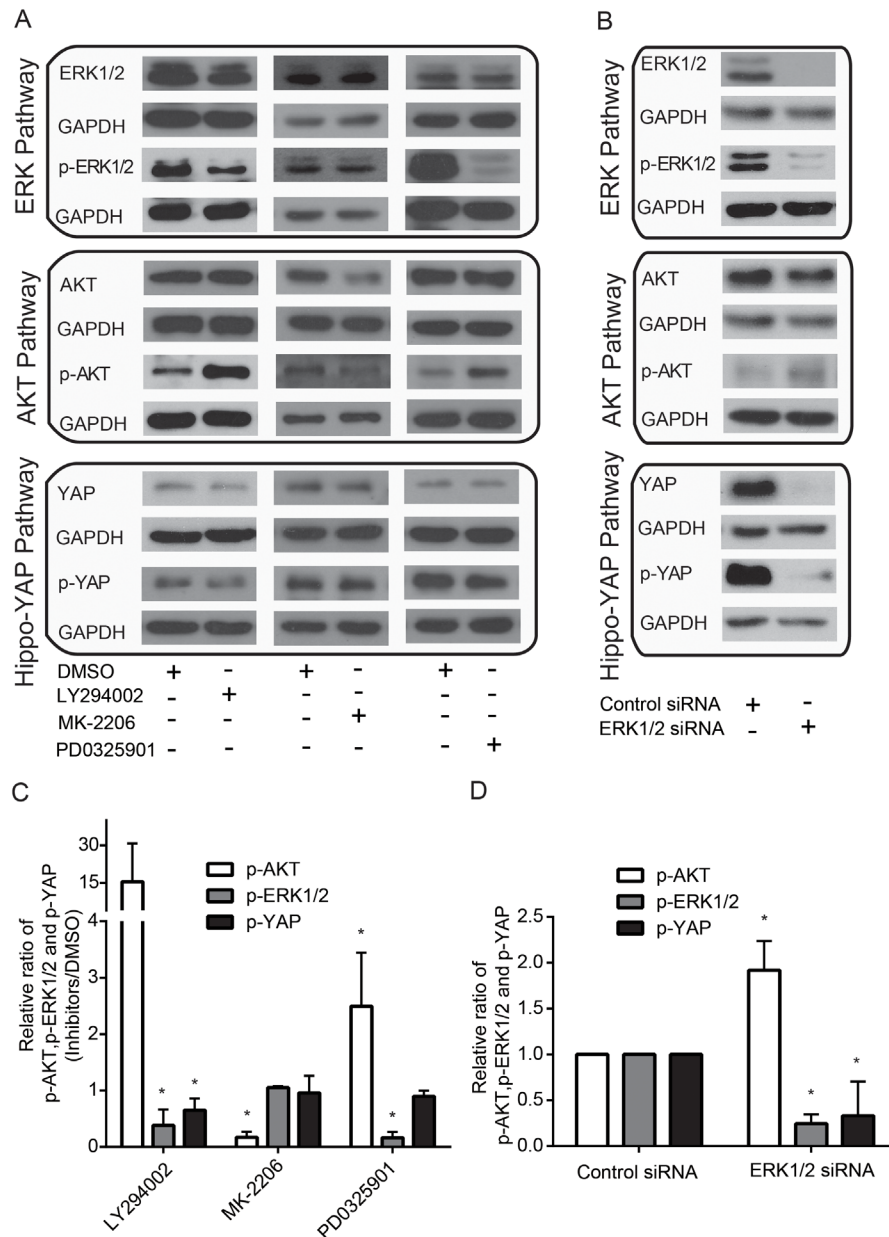 A
ERK Pathway
ERK1/2
GAPDH
p-ERK1/2
GAPDH
AKT Pathway
AKT
GAPDH
p-AKT
GAPDH
Hippo-YAP Pathway
YAP
GAPDH
p-YAP
GAPDH
DMSO + - + - + -
LY294002 - + - - - -
MK-2206 - - - + - -
PD0325901 - - - - - +
B
ERK Pathway
ERK1/2
GAPDH
p-ERK1/2
GAPDH
AKT Pathway
AKT
GAPDH
p-AKT
GAPDH
Hippo-YAP Pathway
YAP
GAPDH
p-YAP
GAPDH
Control siRNA + -
ERK1/2 siRNA - +
C
Relative ratio of
p-AKT,p-ERK1/2 and p-YAP
(Inhibitors/DMSO)
30
15
4
3
2
1
0
p-AKT
p-ERK1/2
p-YAP
* * * * *
LY294002
MK-2206
PD0325901
D
Relative ratio of
p-AKT,p-ERK1/2 and p-YAP
2.5
2.0
1.5
1.0
0.5
0.0
p-AKT
p-ERK1/2
p-YAP
* * *
Control siRNA
ERK1/2 siRNA